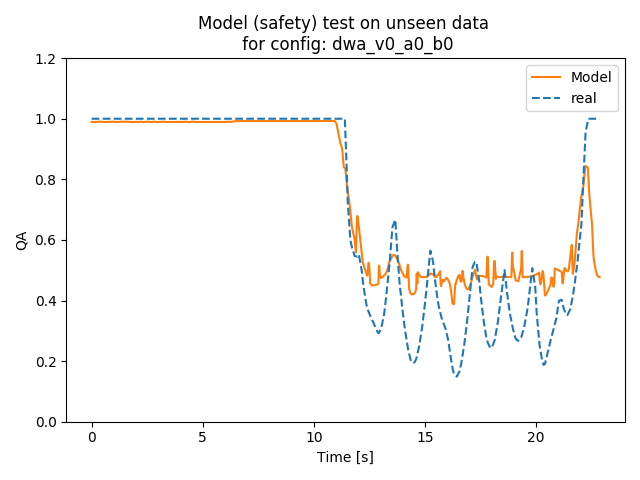 Model (safety) test on unseen data
for config: dwa_v0_a0_b0
1.2
1.0
0.8
0.6
0.4
0.2
0.0
QA
Model
real
0
5
10
15
20
Time [s]